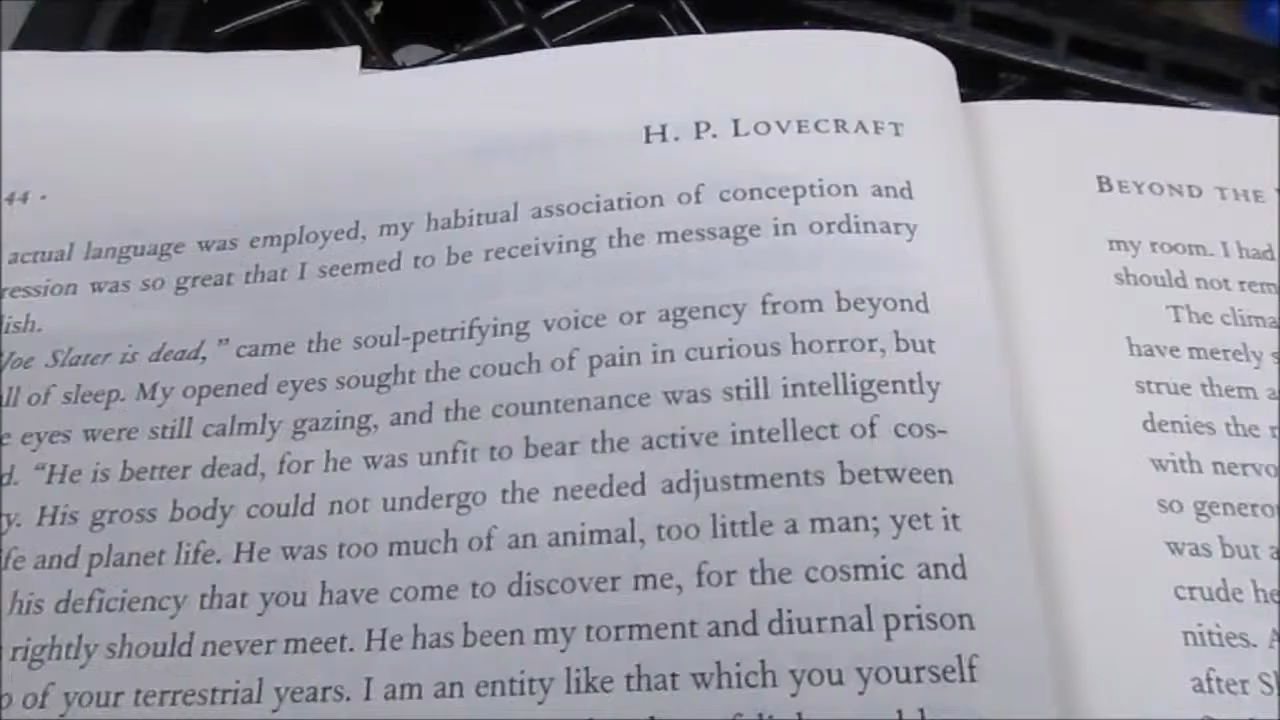 H. P. LOVECRAFT
44 •
actual language was employed, my habitual association of conception and
ression was so great that I seemed to be receiving the message in ordinary
lish.
Joe Slater is dead,” came the soul-petrifying voice or agency from beyond
ll of sleep. My opened eyes sought the couch of pain in curious horror, but
e eyes were still calmly gazing, and the countenance was still intelligently
d. “He is better dead, for he was unfit to bear the active intellect of cos-
y. His gross body could not undergo the needed adjustments between
fe and planet life. He was too much of an animal, too little a man; yet it
his deficiency that you have come to discover me, for the cosmic and
rightly should never meet. He has been my torment and diurnal prison
o of your terrestrial years. I am an entity like that which you yourself
BEYOND THE
my room. I had
should not rem
The clima
have merely s
strue them a
denies the r
with nervo
so genero
was but a
crude he
nities. A
after Sl